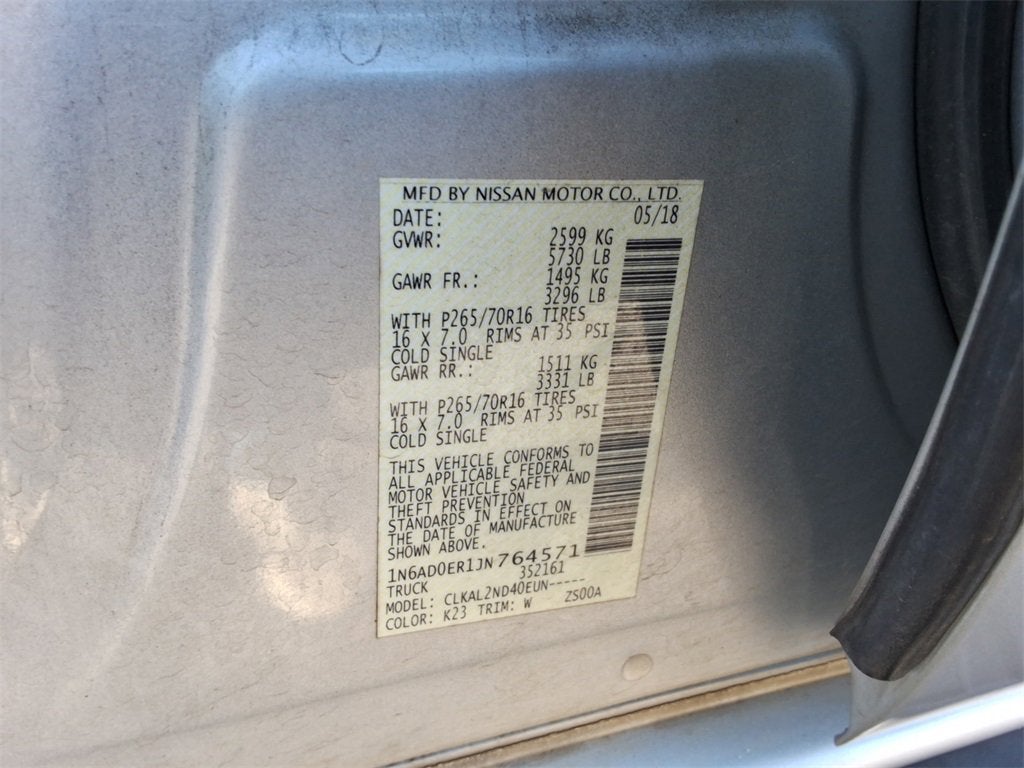 MFD BY NISSAN MOTOR CO., LTD.
DATE: 05/18
GVWR: 2599 KG
5730 LB
GAWR FR.: 1495 KG
3296 LB
WITH P265/70R16 TIRES
16 X 7.0 RIMS AT 35 PSI
COLD SINGLE
GAWR RR.: 1511 KG
3331 LB
WITH P265/70R16 TIRES
16 X 7.0 RIMS AT 35 PSI
COLD SINGLE
THIS VEHICLE CONFORMS TO
ALL APPLICABLE FEDERAL
MOTOR VEHICLE SAFETY AND
THEFT PREVENTION
STANDARDS IN EFFECT ON
THE DATE OF MANUFACTURE
SHOWN ABOVE.
1N6AD0ER1JN764571
TRUCK 352161
MODEL: CLKAL2ND40EUN-----
COLOR: K23 TRIM: W ZS00A